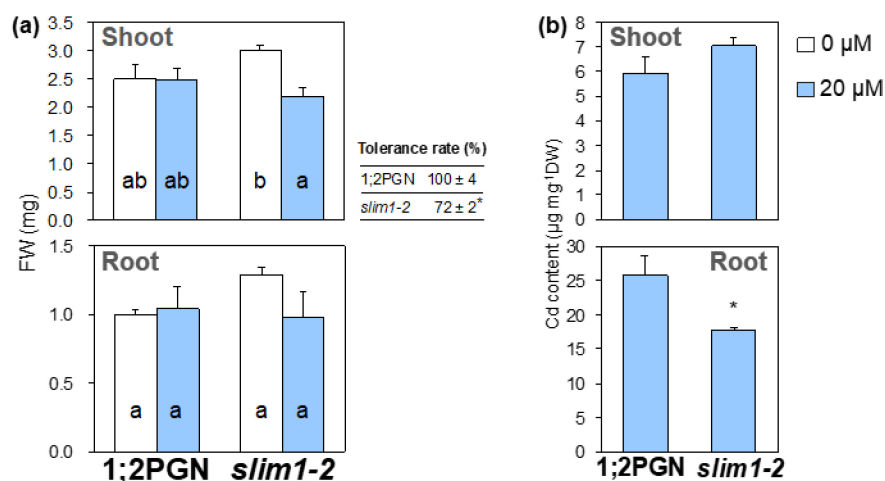 (a)
Shoot
FW (mg)
3.5
3.0
2.5
2.0
1.5
1.0
0.5
0.0
ab ab b a
Tolerance rate (%)
1;2PGN 100 ± 4
slim1-2 72 ± 2*
Root
1.5
1.0
0.5
0.0
a a a a
1;2PGN slim1-2
(b)
Shoot
Cd content (µg mg⁻¹DW)
8
7
6
5
4
3
2
1
0
0 µM
20 µM
Root
30
25
20
15
10
5
0
*
1;2PGN slim1-2